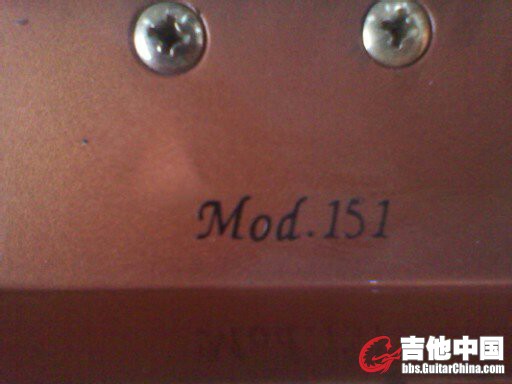 Mod.151
吉他中国
bbs.GuitarChina.com